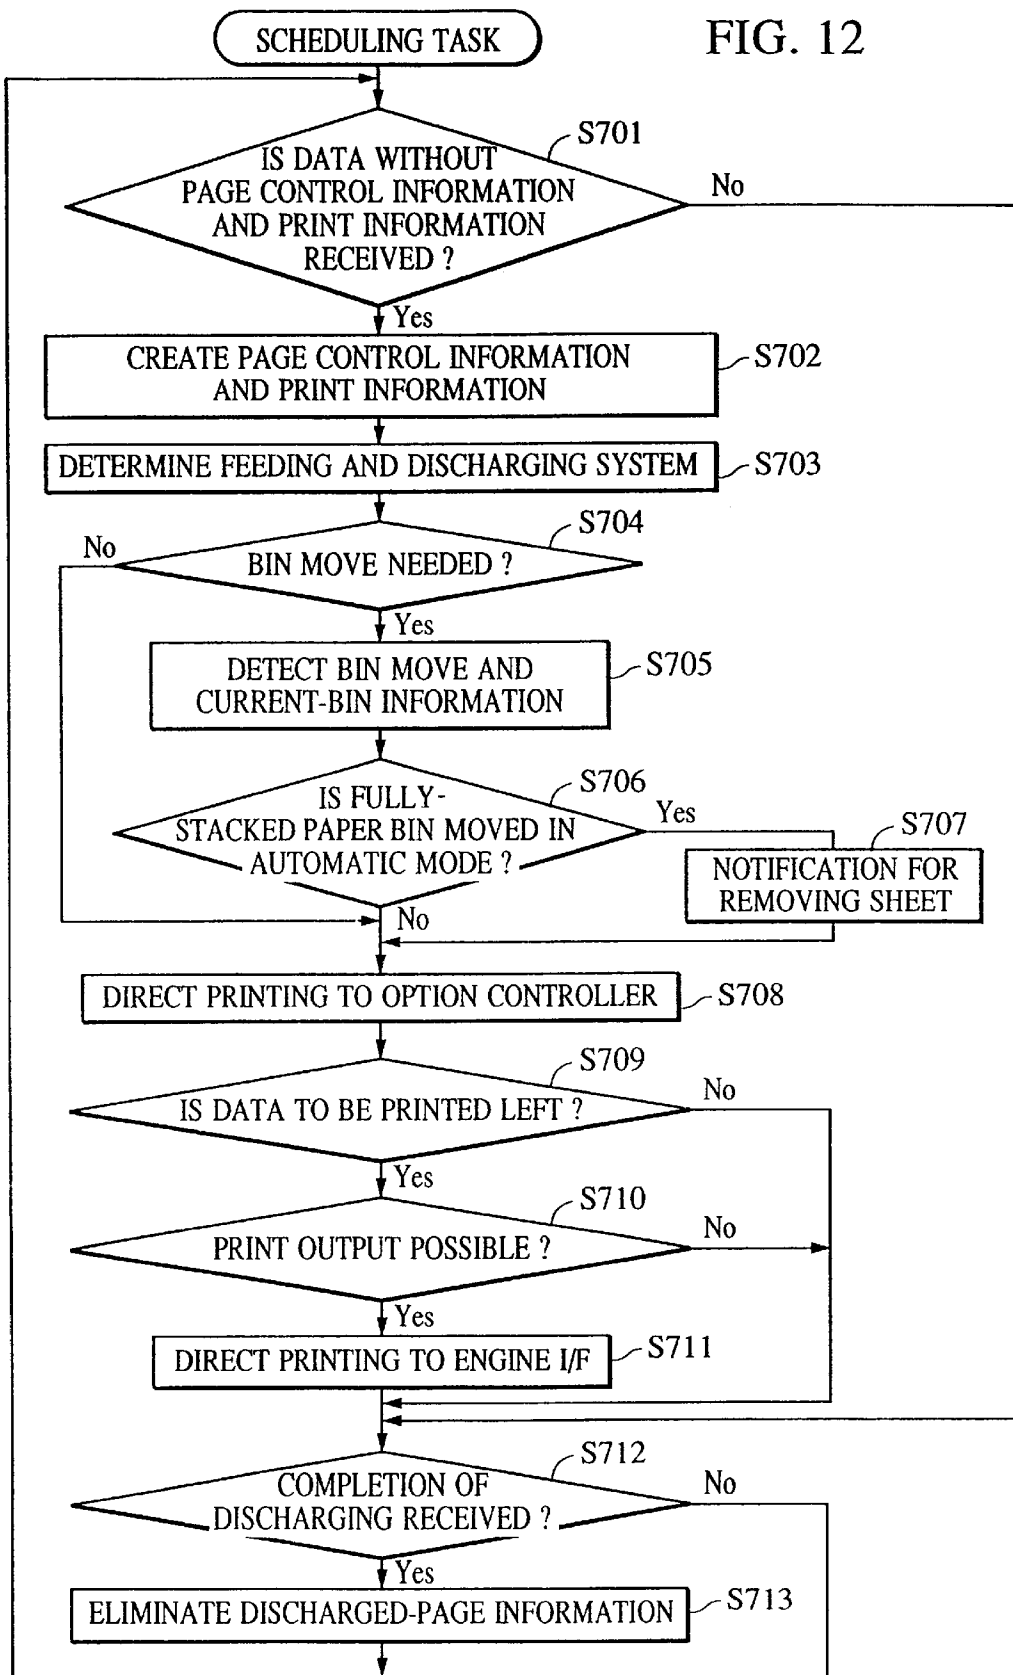 SCHEDULING TASK
FIG. 12
S701
IS DATA WITHOUT
PAGE CONTROL INFORMATION
AND PRINT INFORMATION
RECEIVED ?
No
Yes
CREATE PAGE CONTROL INFORMATION
AND PRINT INFORMATION
S702
DETERMINE FEEDING AND DISCHARGING SYSTEM
S703
S704
No
BIN MOVE NEEDED ?
Yes
DETECT BIN MOVE AND
CURRENT-BIN INFORMATION
S705
S706
IS FULLY-
STACKED PAPER BIN MOVED IN
AUTOMATIC MODE ?
Yes
S707
NOTIFICATION FOR
REMOVING SHEET
No
DIRECT PRINTING TO OPTION CONTROLLER
S708
S709
IS DATA TO BE PRINTED LEFT ?
No
Yes
S710
PRINT OUTPUT POSSIBLE ?
No
Yes
DIRECT PRINTING TO ENGINE I/F
S711
S712
COMPLETION OF
DISCHARGING RECEIVED ?
No
Yes
ELIMINATE DISCHARGED-PAGE INFORMATION
S713